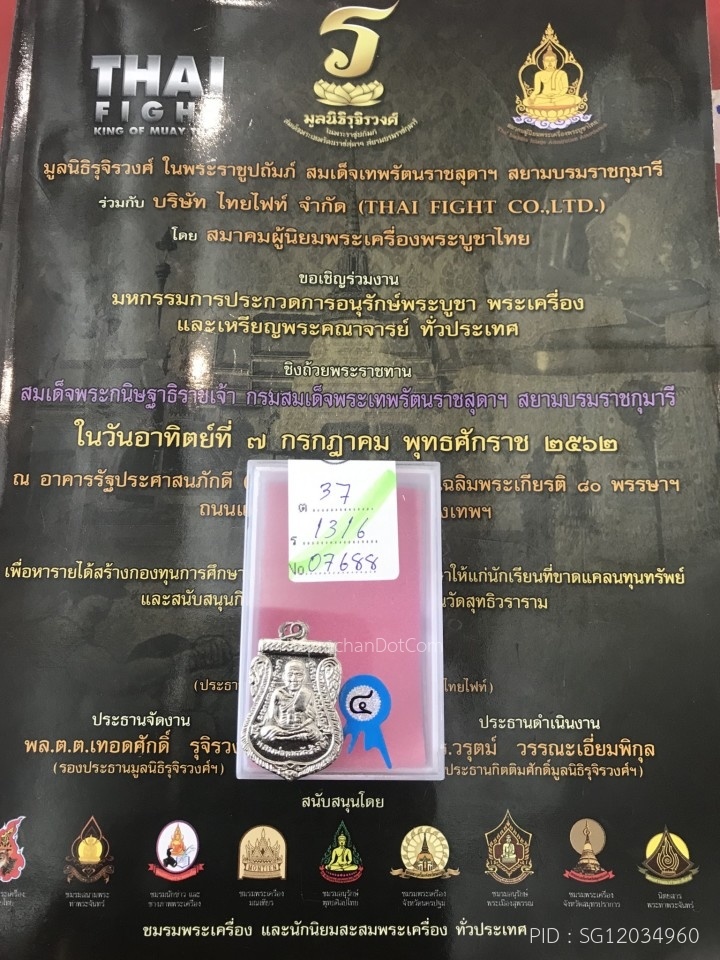 THAI
FIGH
KING OF MUAY
ร
มูลนิธิรุจิรวงศ์
มูลนิธิรุจิรวงศ์ ในพระราชูปถัมภ์ สมเด็จเทพรัตนราชสุดาฯ สยามบรมราชกุมารี
ร่วมกับ บริษัท ไทยไฟท์ จำกัด (THAI FIGHT CO.,LTD.)
โดย สมาคมผู้นิยมพระเครื่องพระบูชาไทย
ขอเชิญร่วมงาน
มหกรรมการประกวดการอนุรักษ์พระบูชา พระเครื่อง
และเหรียญพระคณาจารย์ ทั่วประเทศ
ชิงถ้วยพระราชทาน
สมเด็จพระกนิษฐาธิราชเจ้า กรมสมเด็จพระเทพรัตนราชสุดาฯ สยามบรมราชกุมารี
ในวันอาทิตย์ที่ ๗ กรกฎาคม พุทธศักราช ๒๕๖๒
ณ อาคารรัฐประศาสนภักดี ( เฉลิมพระเกียรติ ๘๐ พรรษาฯ
ต 37
ร 1316
No. 07688
เพื่อหารายได้สร้างกองทุนการศึกษา ให้แก่นักเรียนที่ขาดแคลนทุนทรัพย์
และสนับสนุน วัดสุทธิวราราม
chanDotCom
๔
(ประธา ไทยไฟท์)
ประธานจัดงาน ประธานดำเนินงาน
พล.ต.ต.เทอดศักดิ์ รุจิรวง วรวุตม์ วรรณะเอี่ยมพิกุล
(รองประธานมูลนิธิรุจิรวงศ์ฯ) ประธานกิตติมศักดิ์มูลนิธิรุจิรวงศ์ฯ)
สนับสนุนโดย
ชมรมพระเครื่อง และนักนิยมสะสมพระเครื่อง ทั่วประเทศ
PID : SG12034960